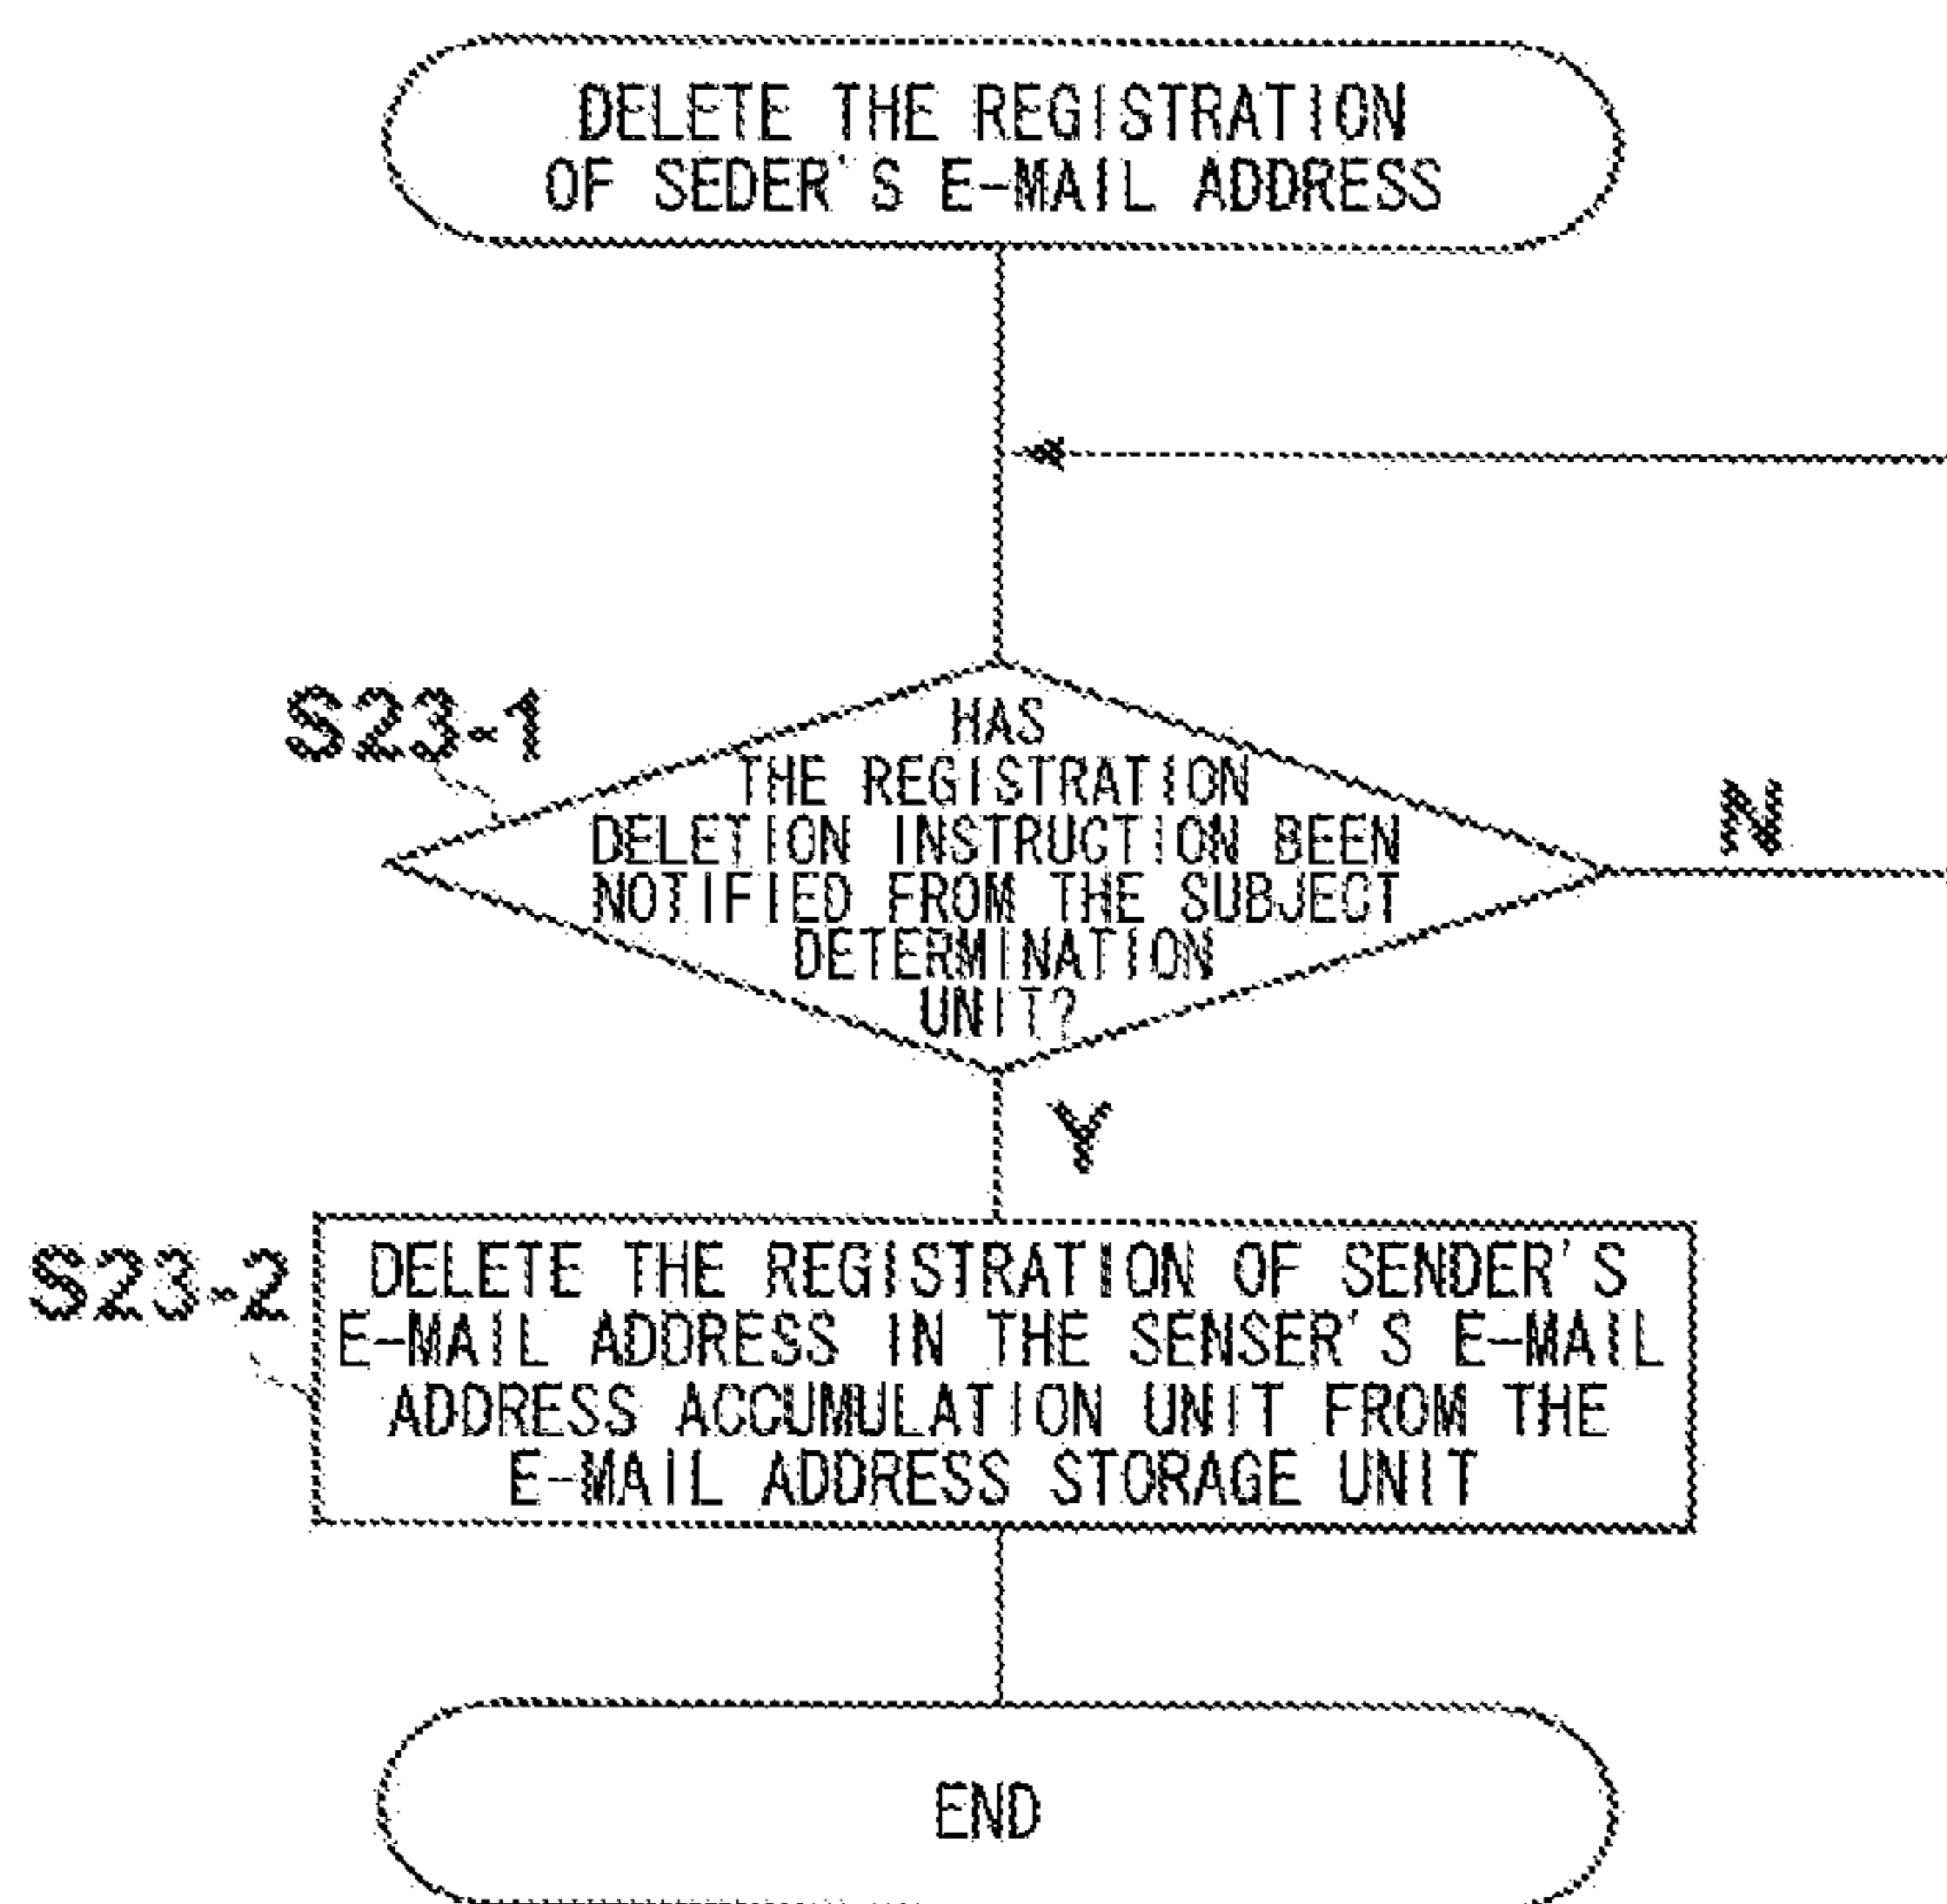 DELETE THE REGISTRATION
OF SEDER'S E-MAIL ADDRESS
S23-1
HAS
THE REGISTRATION
DELETION INSTRUCTION BEEN
NOTIFIED FROM THE SUBJECT
DETERMINATION
UNIT?
N
Y
S23-2
DELETE THE REGISTRATION OF SENDER'S
E-MAIL ADDRESS IN THE SENSER'S E-MAIL
ADDRESS ACCUMULATION UNIT FROM THE
E-MAIL ADDRESS STORAGE UNIT
END